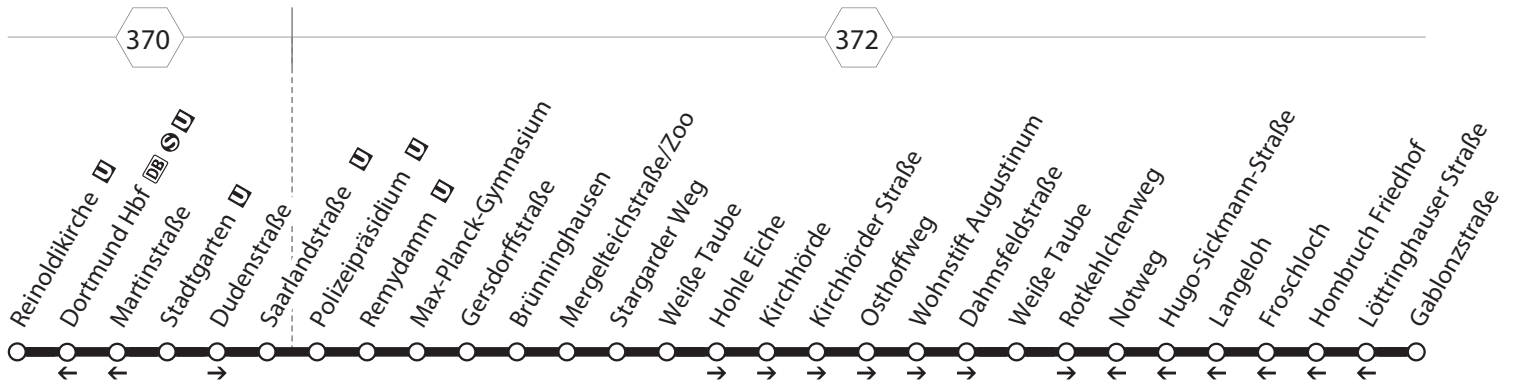 370
372
Reinoldikirche U
Dortmund Hbf DB S U
Martinstraße
Stadtgarten U
Dudenstraße
Saarlandstraße U
Polizeipräsidium U
Remydamm U
Max-Planck-Gymnasium
Gersdorffstraße
Brünninghausen
Mergelteichstraße/Zoo
Stargarder Weg
Weiße Taube
Hohle Eiche
Kirchhörde
Kirchhörder Straße
Osthoffweg
Wohnstift Augustinum
Dahmsfeldstraße
Weiße Taube
Rotkehlchenweg
Notweg
Hugo-Sickmann-Straße
Langeloh
Froschloch
Hombruch Friedhof
Löttringhauser Straße
Gablonzstraße